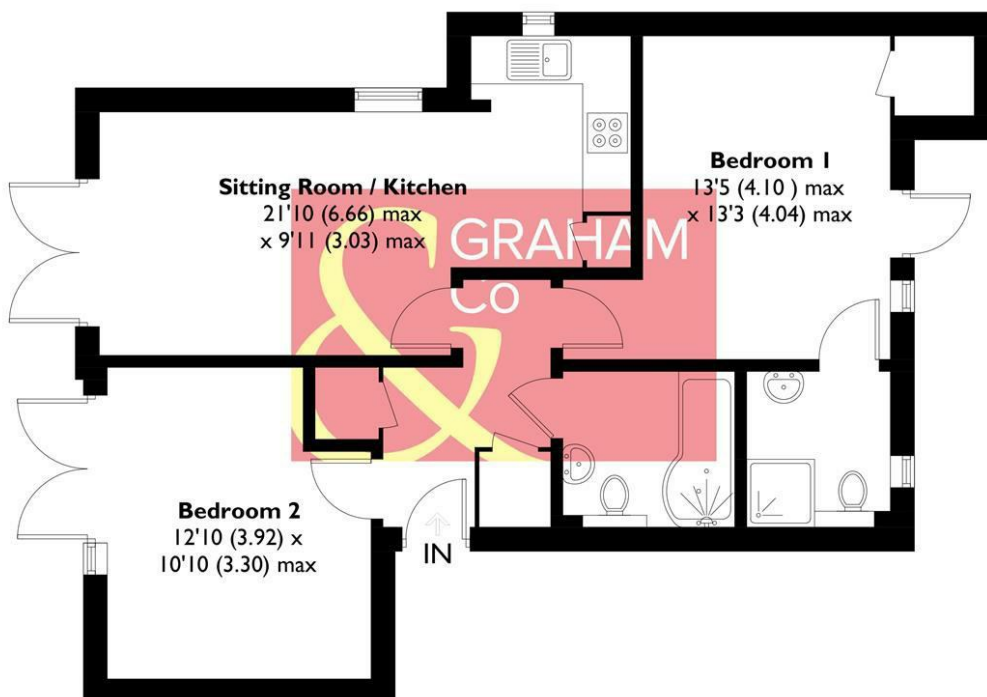 Sitting Room / Kitchen
21'10 (6.66) max
x 9'11 (3.03) max
Bedroom 1
13'5 (4.10 ) max
x 13'3 (4.04) max
& GRAHAM
Co
Bedroom 2
12'10 (3.92) x
10'10 (3.30) max
IN